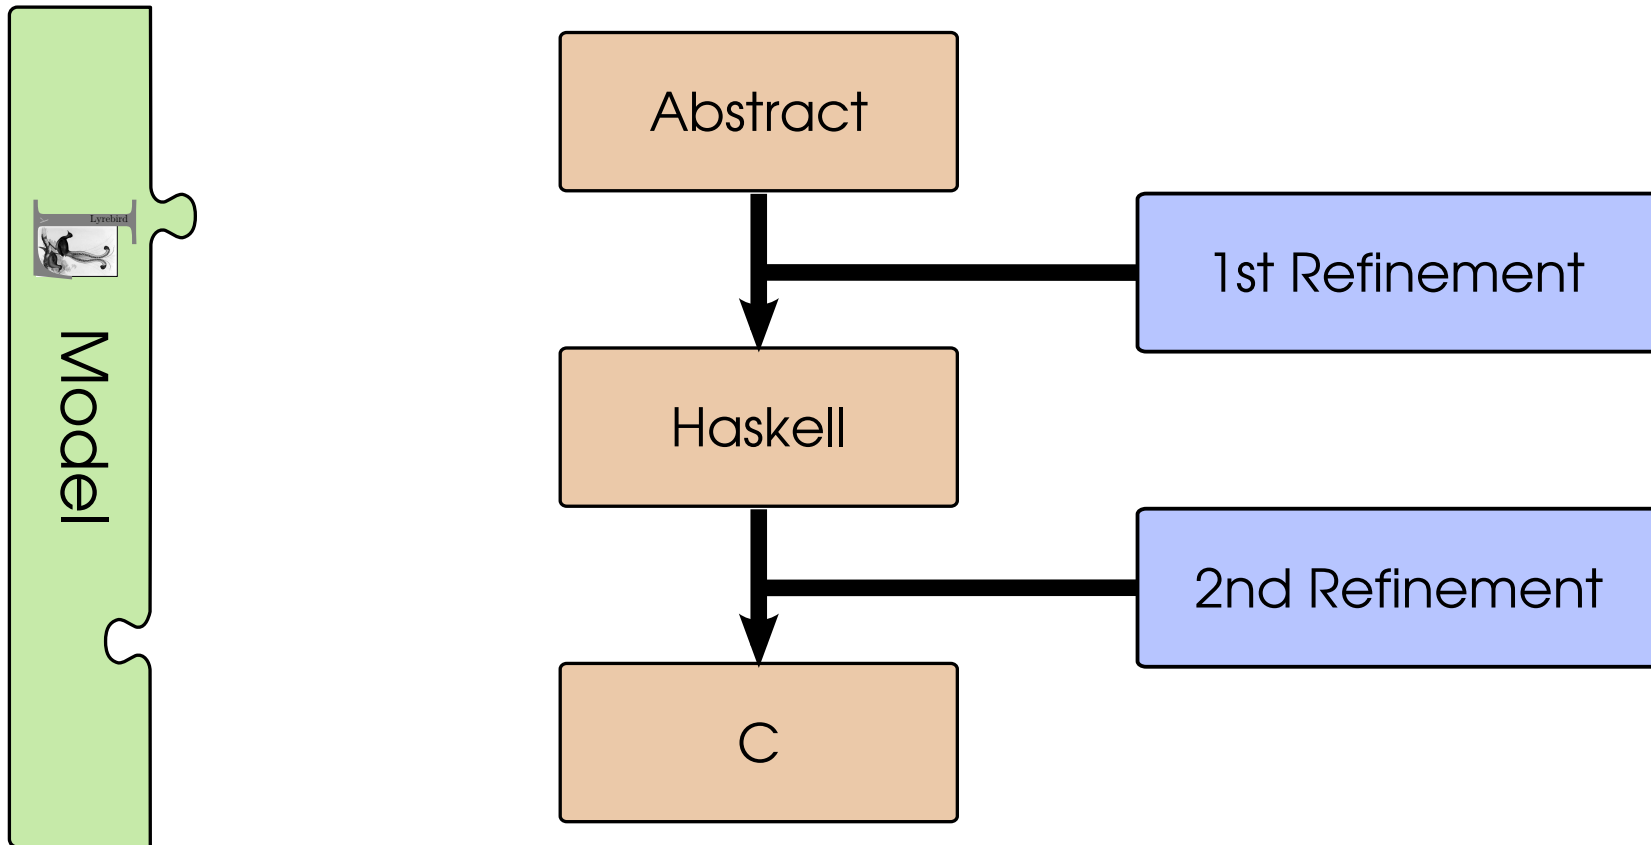 Lyrebird
Model
Abstract
1st Refinement
Haskell
2nd Refinement
C